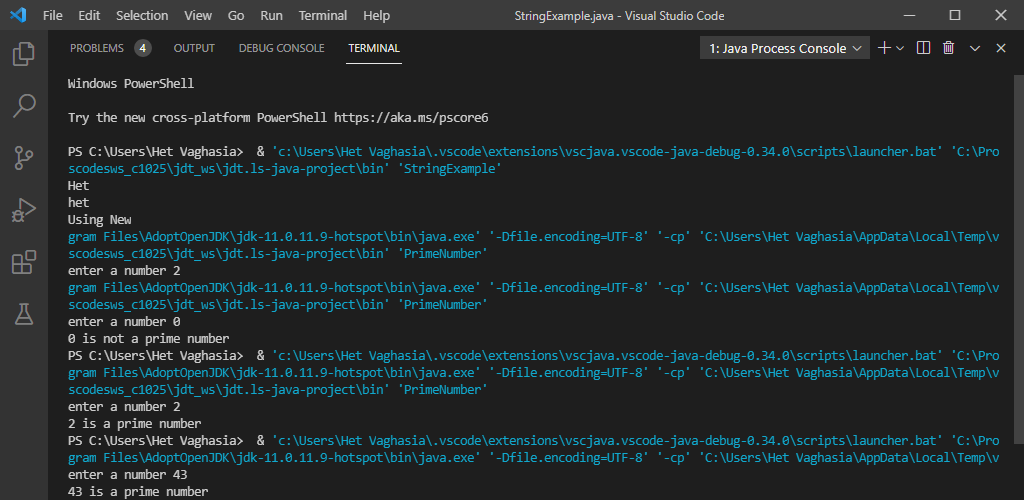 File Edit Selection View Go Run Terminal Help StringExample.java - Visual Studio Code
PROBLEMS 4 OUTPUT DEBUG CONSOLE TERMINAL 1: Java Process Console
Windows PowerShell
Try the new cross-platform PowerShell https://aka.ms/pscore6
PS C:\Users\Het Vaghasia>  & 'c:\Users\Het Vaghasia\.vscode\extensions\vscjava.vscode-java-debug-0.34.0\scripts\launcher.bat' 'C:\Pro
scodesws_c1025\jdt_ws\jdt.ls-java-project\bin' 'StringExample'
Het
het
Using New
gram Files\AdoptOpenJDK\jdk-11.0.11.9-hotspot\bin\java.exe' '-Dfile.encoding=UTF-8' '-cp' 'C:\Users\Het Vaghasia\AppData\Local\Temp\v
scodesws_c1025\jdt_ws\jdt.ls-java-project\bin' 'PrimeNumber'
enter a number 2
gram Files\AdoptOpenJDK\jdk-11.0.11.9-hotspot\bin\java.exe' '-Dfile.encoding=UTF-8' '-cp' 'C:\Users\Het Vaghasia\AppData\Local\Temp\v
scodesws_c1025\jdt_ws\jdt.ls-java-project\bin' 'PrimeNumber'
enter a number 0
0 is not a prime number
PS C:\Users\Het Vaghasia>  & 'c:\Users\Het Vaghasia\.vscode\extensions\vscjava.vscode-java-debug-0.34.0\scripts\launcher.bat' 'C:\Pro
gram Files\AdoptOpenJDK\jdk-11.0.11.9-hotspot\bin\java.exe' '-Dfile.encoding=UTF-8' '-cp' 'C:\Users\Het Vaghasia\AppData\Local\Temp\v
scodesws_c1025\jdt_ws\jdt.ls-java-project\bin' 'PrimeNumber'
enter a number 2
2 is a prime number
PS C:\Users\Het Vaghasia>  & 'c:\Users\Het Vaghasia\.vscode\extensions\vscjava.vscode-java-debug-0.34.0\scripts\launcher.bat' 'C:\Pro
gram Files\AdoptOpenJDK\jdk-11.0.11.9-hotspot\bin\java.exe' '-Dfile.encoding=UTF-8' '-cp' 'C:\Users\Het Vaghasia\AppData\Local\Temp\v
enter a number 43
43 is a prime number